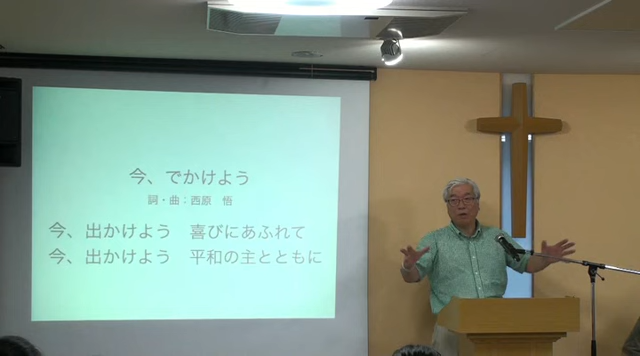 今、でかけよう
詞・曲：西原　悟
今、出かけよう　喜びにあふれて
今、出かけよう　平和の主とともに